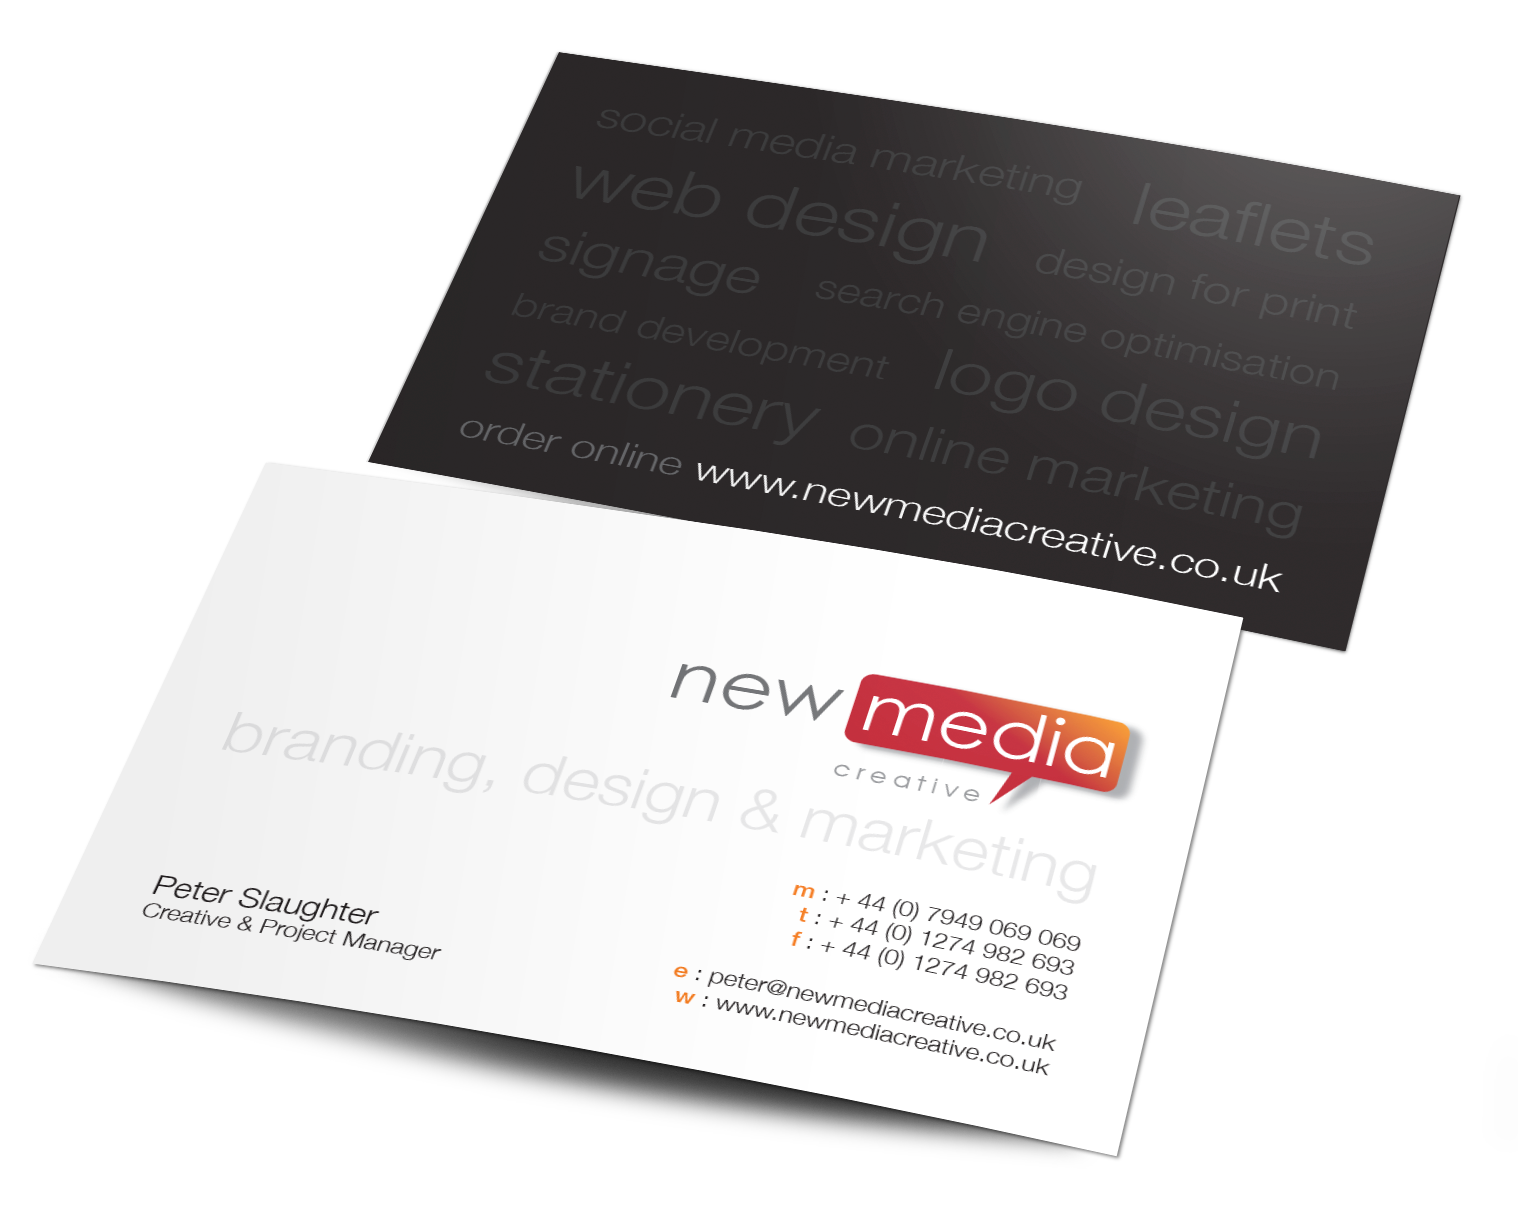 social media marketing leaflets
web design design for print
signage search engine optimisation
brand development logo design
stationery online marketing
order online www.newmediacreative.co.uk
new media
creative
branding, design & marketing
Peter Slaughter
Creative & Project Manager
m : + 44 (0) 7949 069 069
t : + 44 (0) 1274 982 693
f : + 44 (0) 1274 982 693
e : peter@newmediacreative.co.uk
w : www.newmediacreative.co.uk